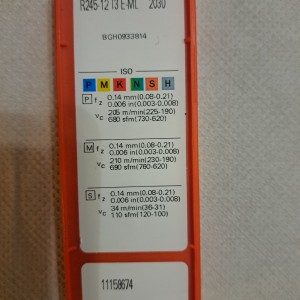 R245-12 T3 E-ML 2030
BGH0933914
ISO
P M K N S H
P fz 0,14 mm(0.08-0.21)
0.006 in(0.003-0.008)
vc 205 m/min(225-190)
680 sfm(730-620)
M fz 0,14 mm(0.08-0.21)
0.006 in(0.003-0.008)
vc 210 m/min(230-190)
690 sfm(760-620)
S fz 0,14 mm(0.08-0.21)
0.006 in(0.003-0.008)
vc 34 m/min(36-31)
110 sfm(120-100)
11158674